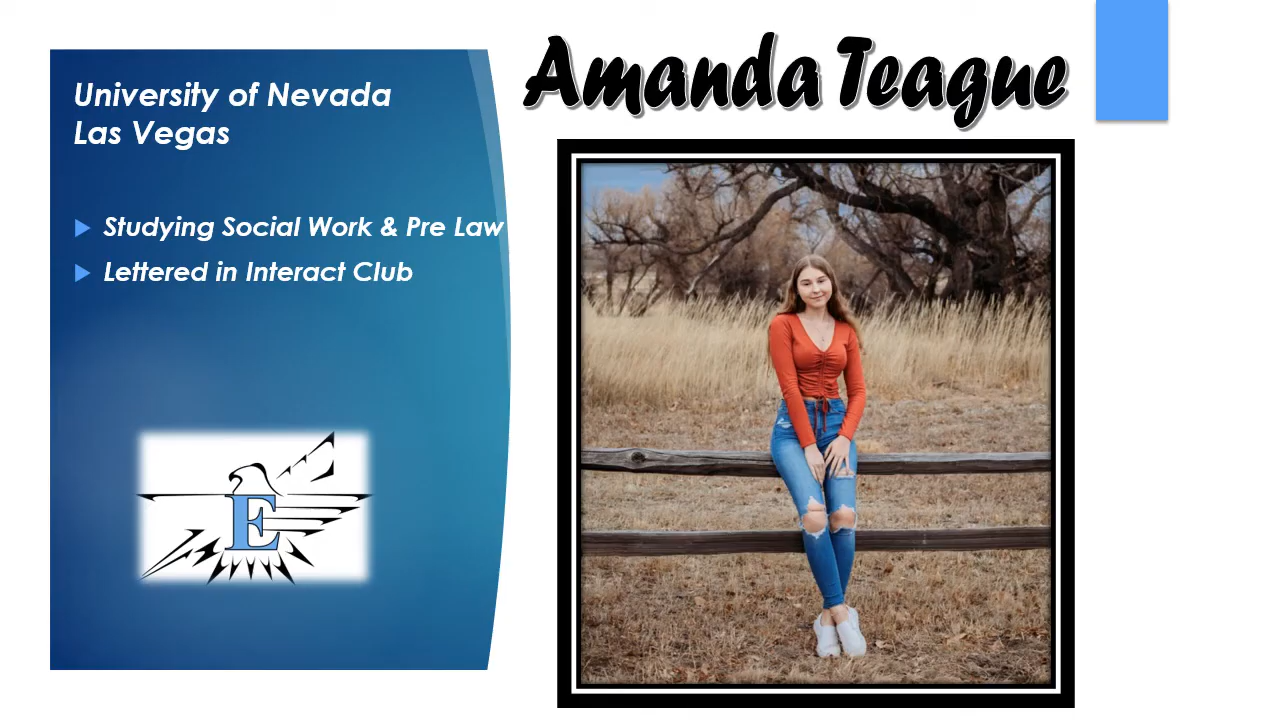 Amanda Teague
University of Nevada
Las Vegas
Studying Social Work & Pre Law
Lettered in Interact Club
E